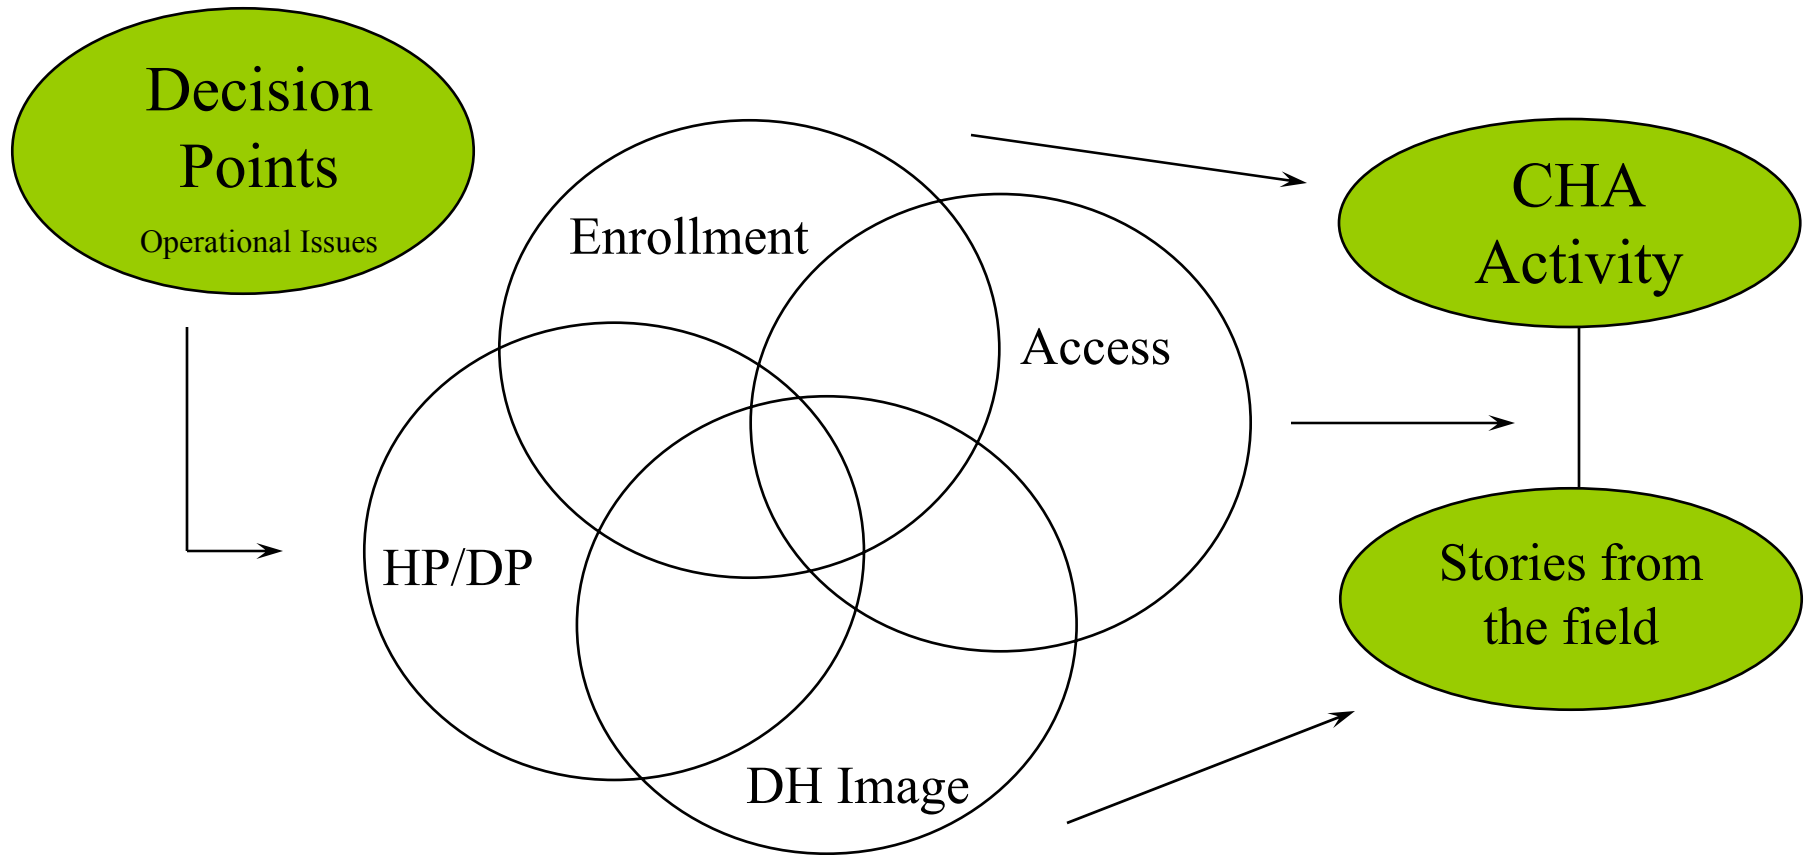 Decision
Points
Operational Issues
Enrollment
Access
HP/DP
DH Image
CHA
Activity
Stories from
the field